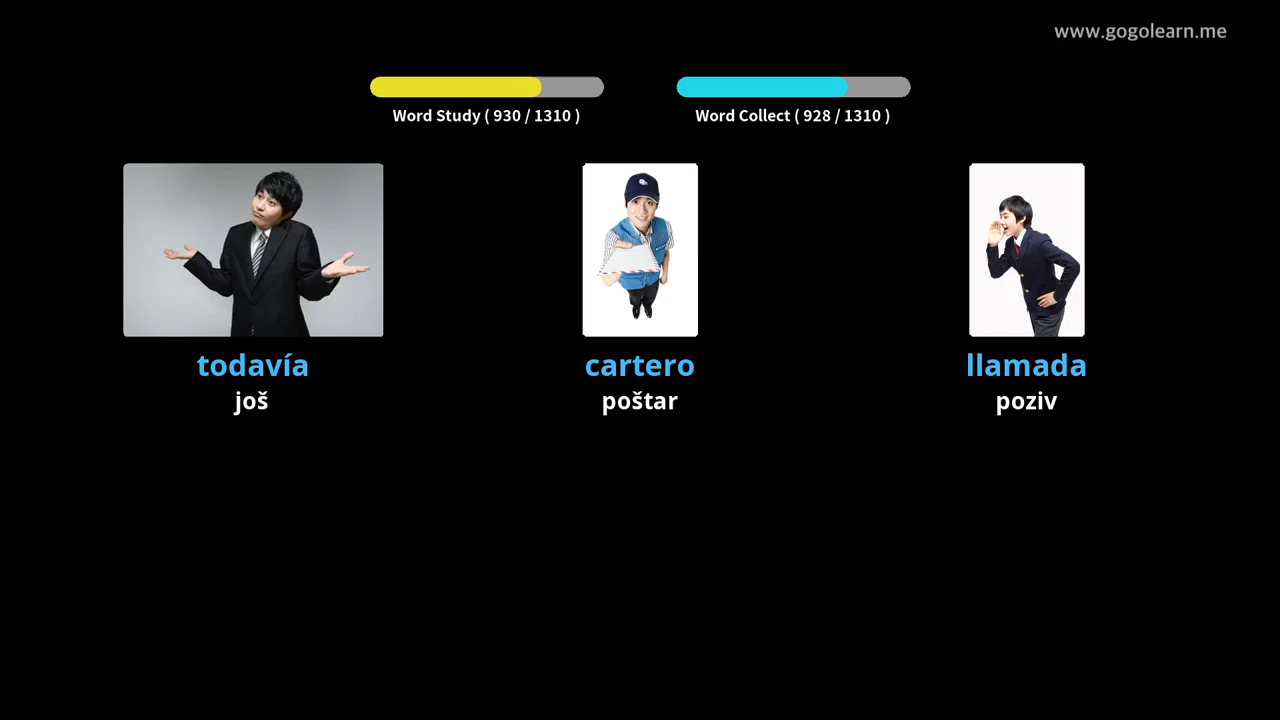 www.gogolearn.me
Word Study ( 930 / 1310 )
Word Collect ( 928 / 1310 )
todavía
još
cartero
poštar
llamada
poziv